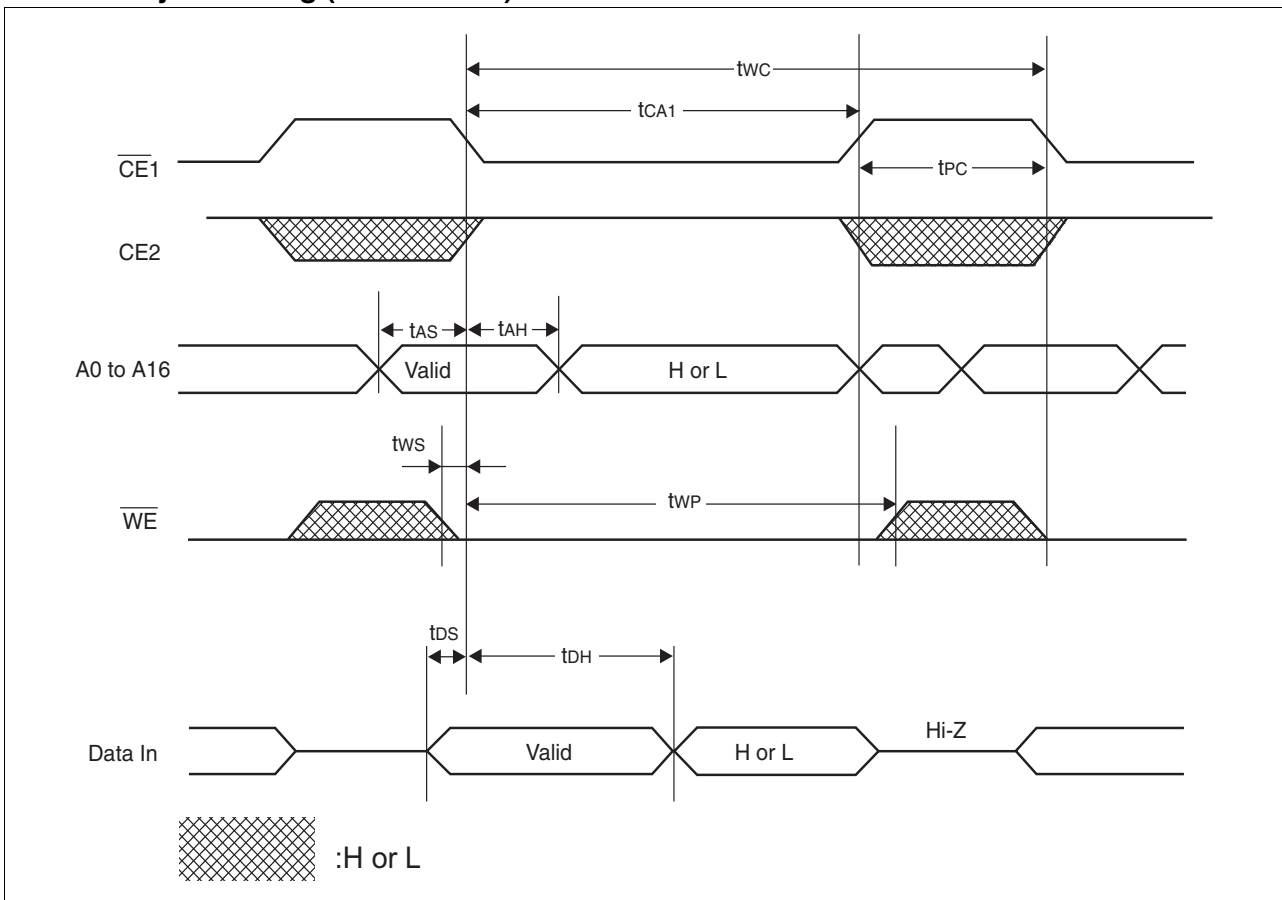 tWC
tCA1
CE1
tPC
CE2
tAS
tAH
A0 to A16
Valid
H or L
tWS
tWP
WE
tDS
tDH
Data In
Valid
H or L
Hi-Z
:H or L